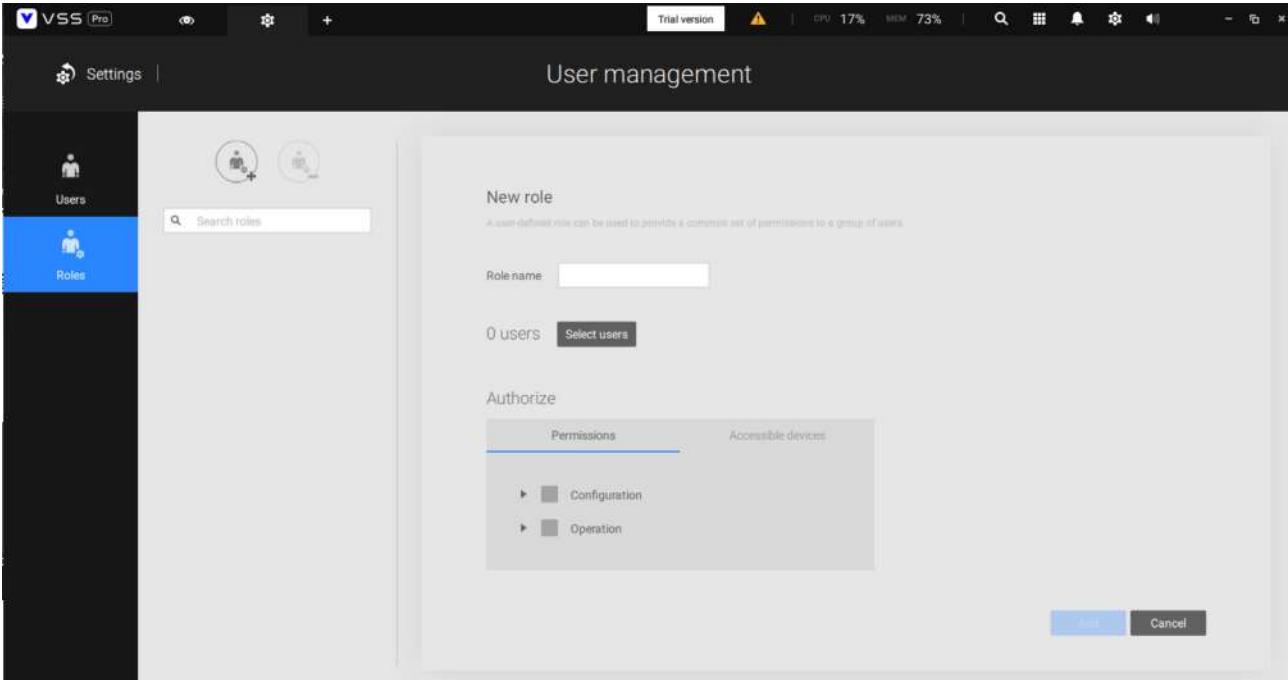 VSS Pro
Trial version
CPU 17%
MEM 73%
Settings
User management
Users
Roles
Search roles
New role
A user-defined role can be used to provide a common set of permissions to a group of users.
Role name
0 users
Select users
Authorize
Permissions
Accessible devices
Configuration
Operation
Add
Cancel